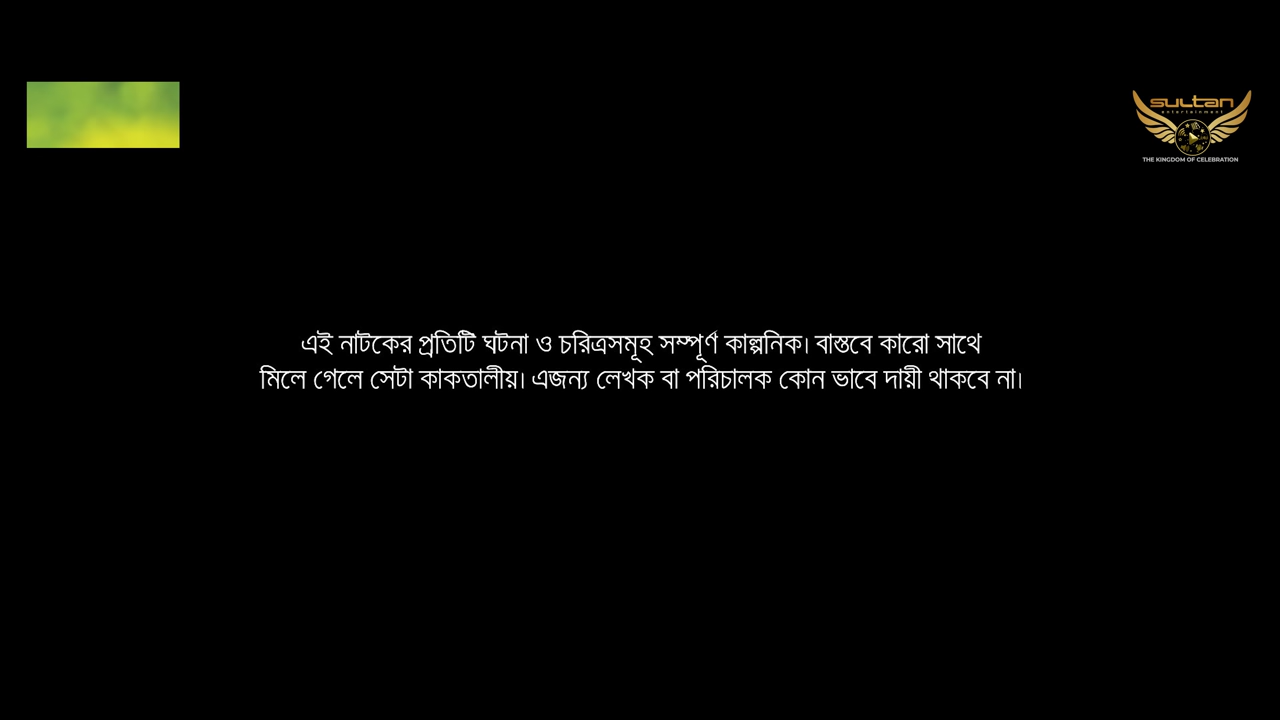 sultan
entertainment
THE KINGDOM OF CELEBRATION
এই নাটকের প্রতিটি ঘটনা ও চরিত্রসমূহ সম্পূর্ণ কাল্পনিক। বাস্তবে কারো সাথে
মিলে গেলে সেটা কাকতালীয়। এজন্য লেখক বা পরিচালক কোন ভাবে দায়ী থাকবে না।